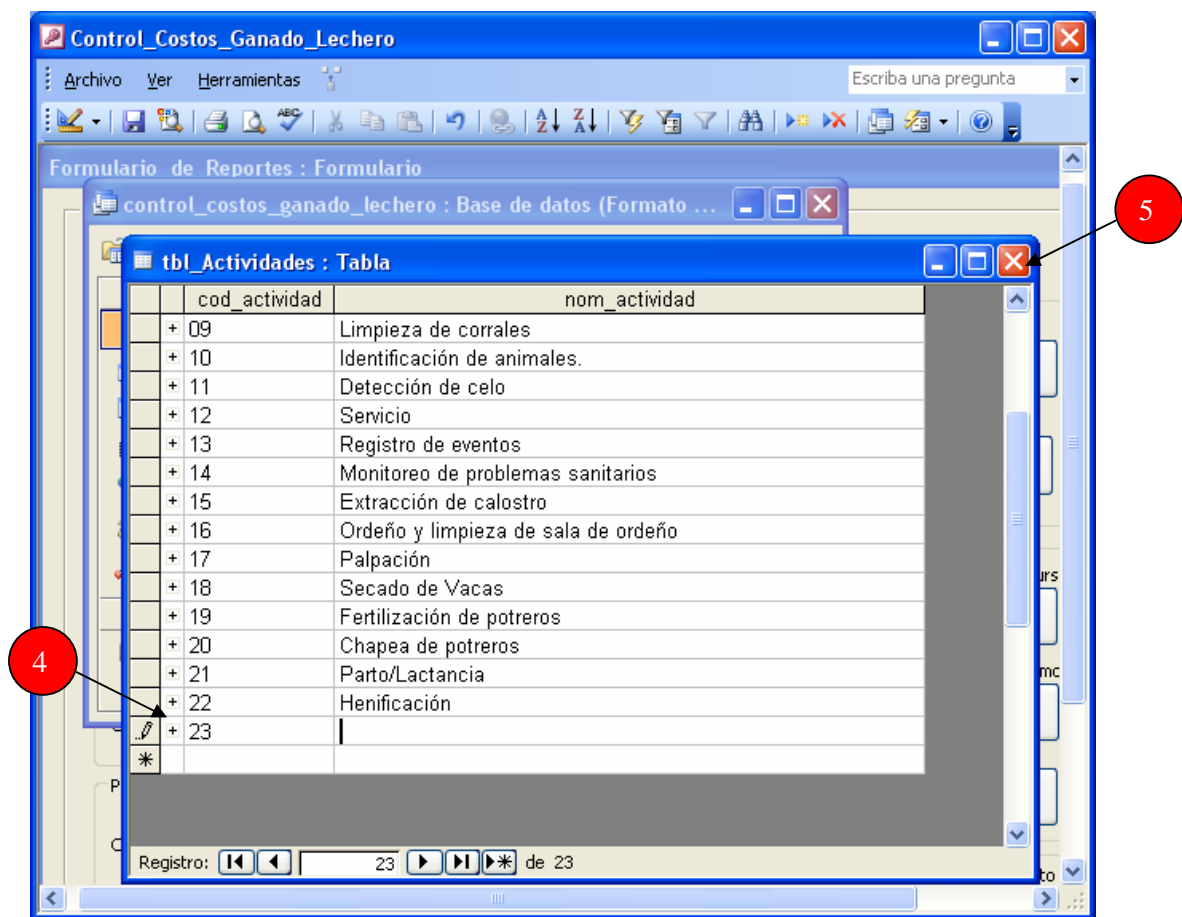 Control_Costos_Ganado_Lechero
Archivo Ver Herramientas Escriba una pregunta
Formulario de Reportes : Formulario
control_costos_ganado_lechero : Base de datos (Formato ...
5
tbl_Actividades : Tabla
cod_actividad nom_actividad
+ 09 Limpieza de corrales
+ 10 Identificación de animales.
+ 11 Detección de celo
+ 12 Servicio
+ 13 Registro de eventos
+ 14 Monitoreo de problemas sanitarios
+ 15 Extracción de calostro
+ 16 Ordeño y limpieza de sala de ordeño
+ 17 Palpación
+ 18 Secado de Vacas
+ 19 Fertilización de potreros
+ 20 Chapea de potreros
4
+ 21 Parto/Lactancia
+ 22 Henificación
+ 23
Registro: 23 de 23